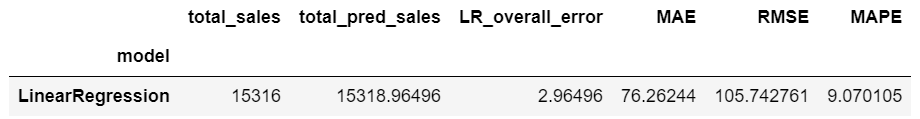 total_sales total_pred_sales LR_overall_error MAE RMSE MAPE
model
LinearRegression 15316 15318.96496 2.96496 76.26244 105.742761 9.070105